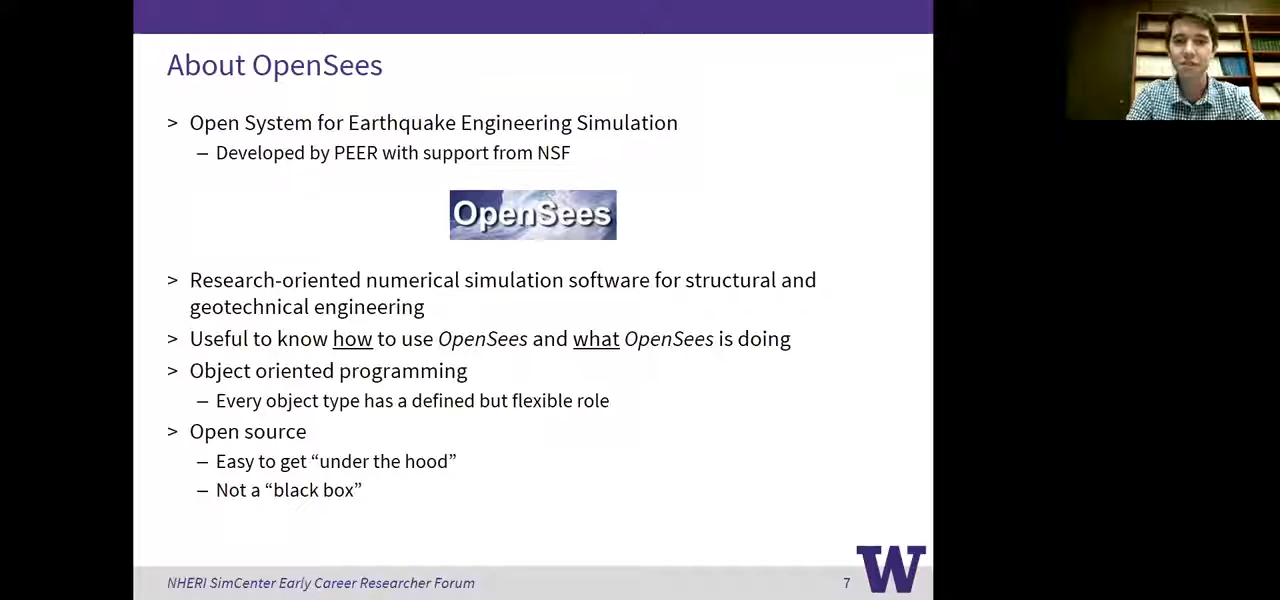 About OpenSees
> Open System for Earthquake Engineering Simulation
– Developed by PEER with support from NSF
OpenSees
> Research-oriented numerical simulation software for structural and
geotechnical engineering
> Useful to know how to use OpenSees and what OpenSees is doing
> Object oriented programming
– Every object type has a defined but flexible role
> Open source
– Easy to get “under the hood”
– Not a “black box”
NHERI SimCenter Early Career Researcher Forum
7
W